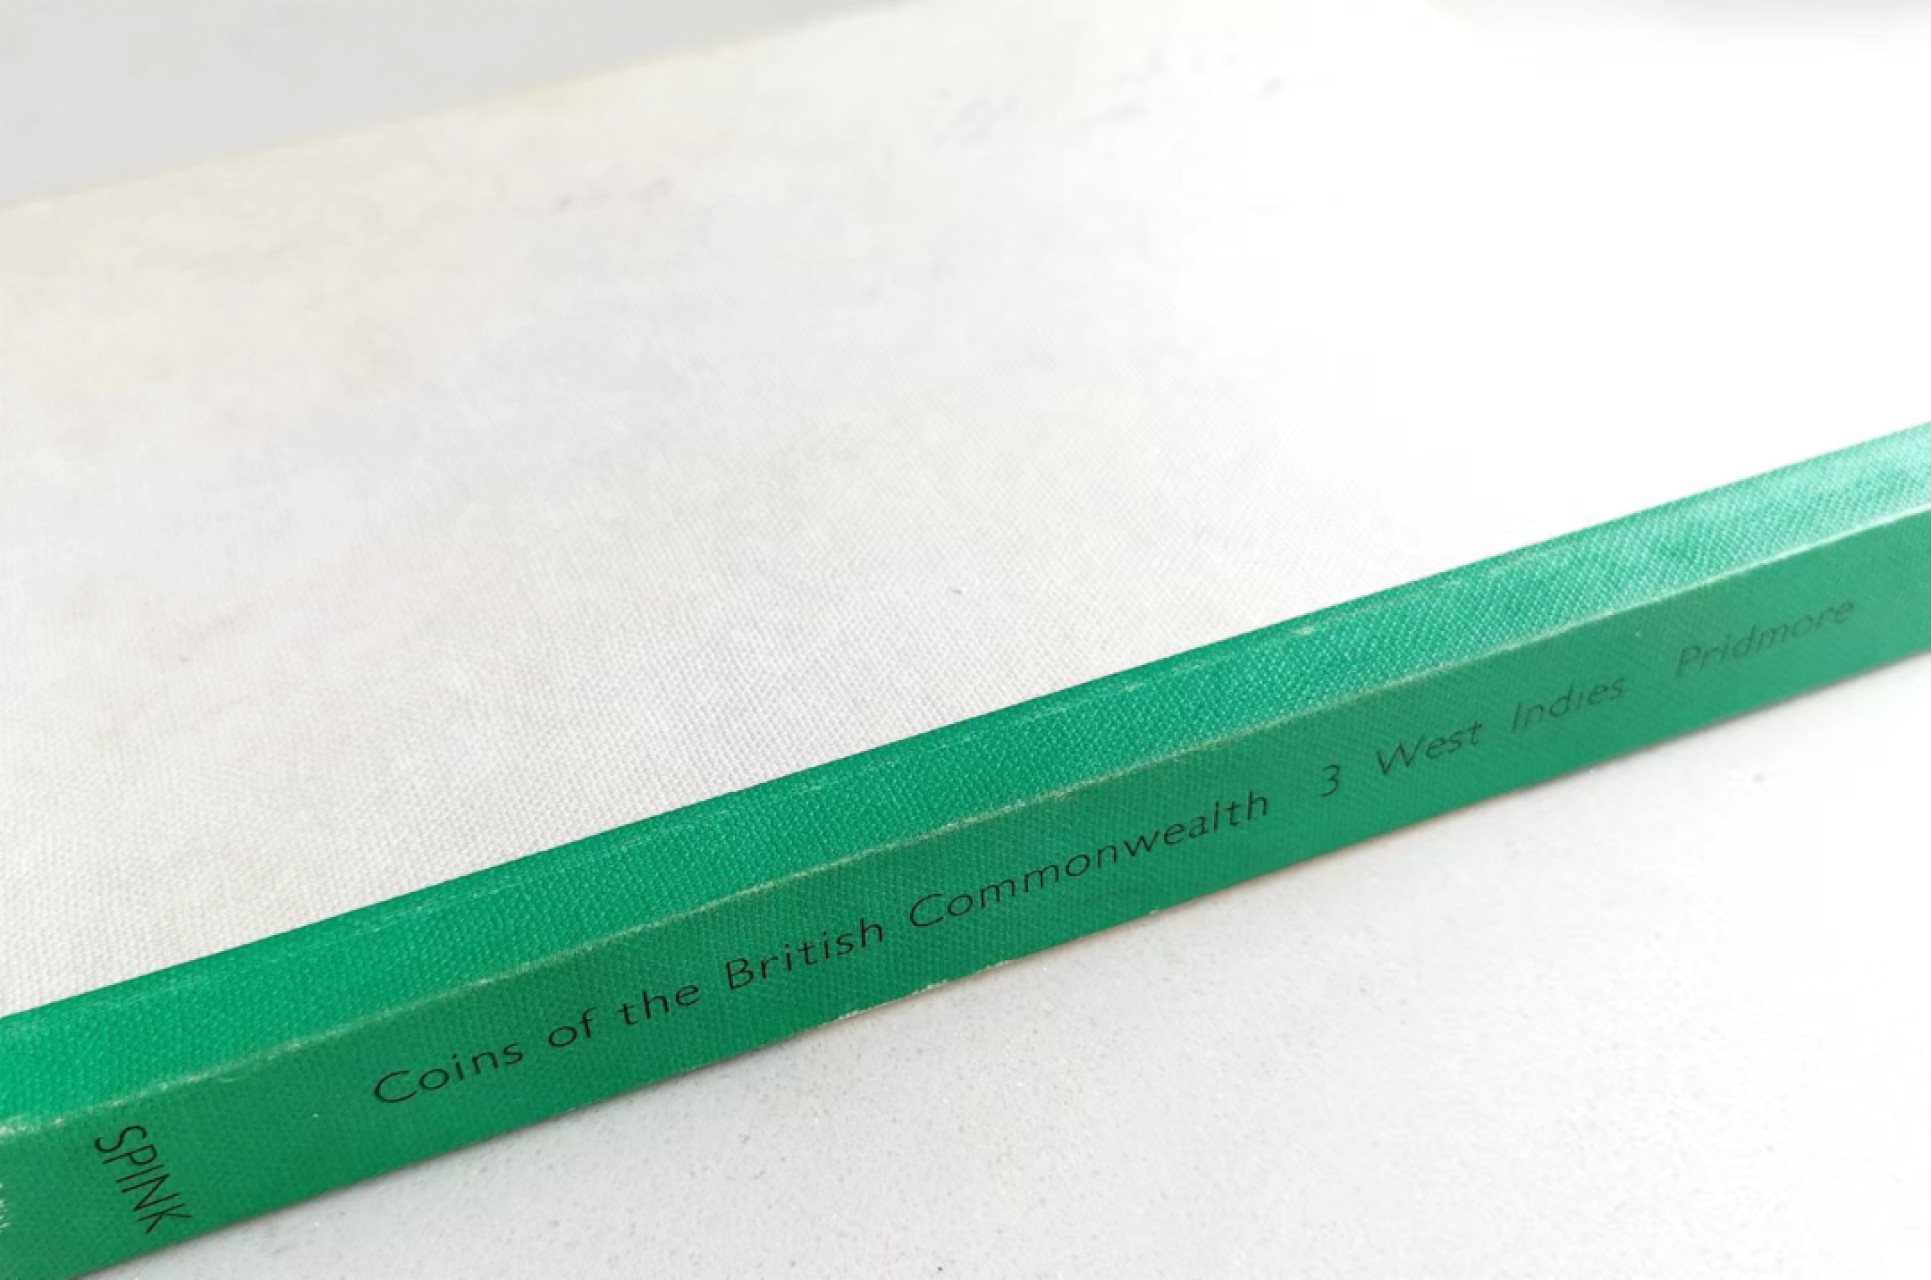 Coins of the British Commonwealth 3 West Indies Pridmore
SPINK